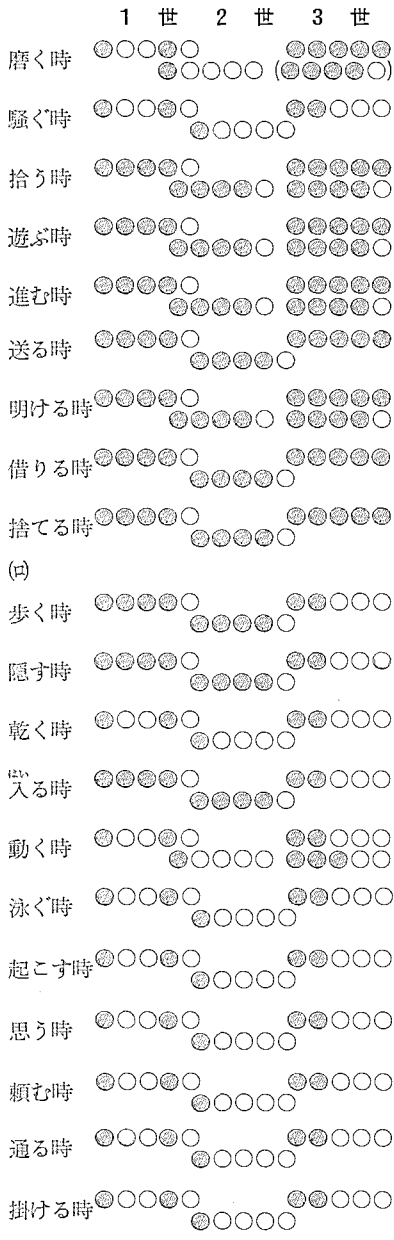 1 世 2 世 3 世
磨く時 ( )
騒ぐ時
拾う時
遊ぶ時
進む時
送る時
明ける時
借りる時
捨てる時
(ロ)
歩く時
隠す時
乾く時
はい
入る時
動く時
泳ぐ時
起こす時
思う時
頼む時
通る時
掛ける時